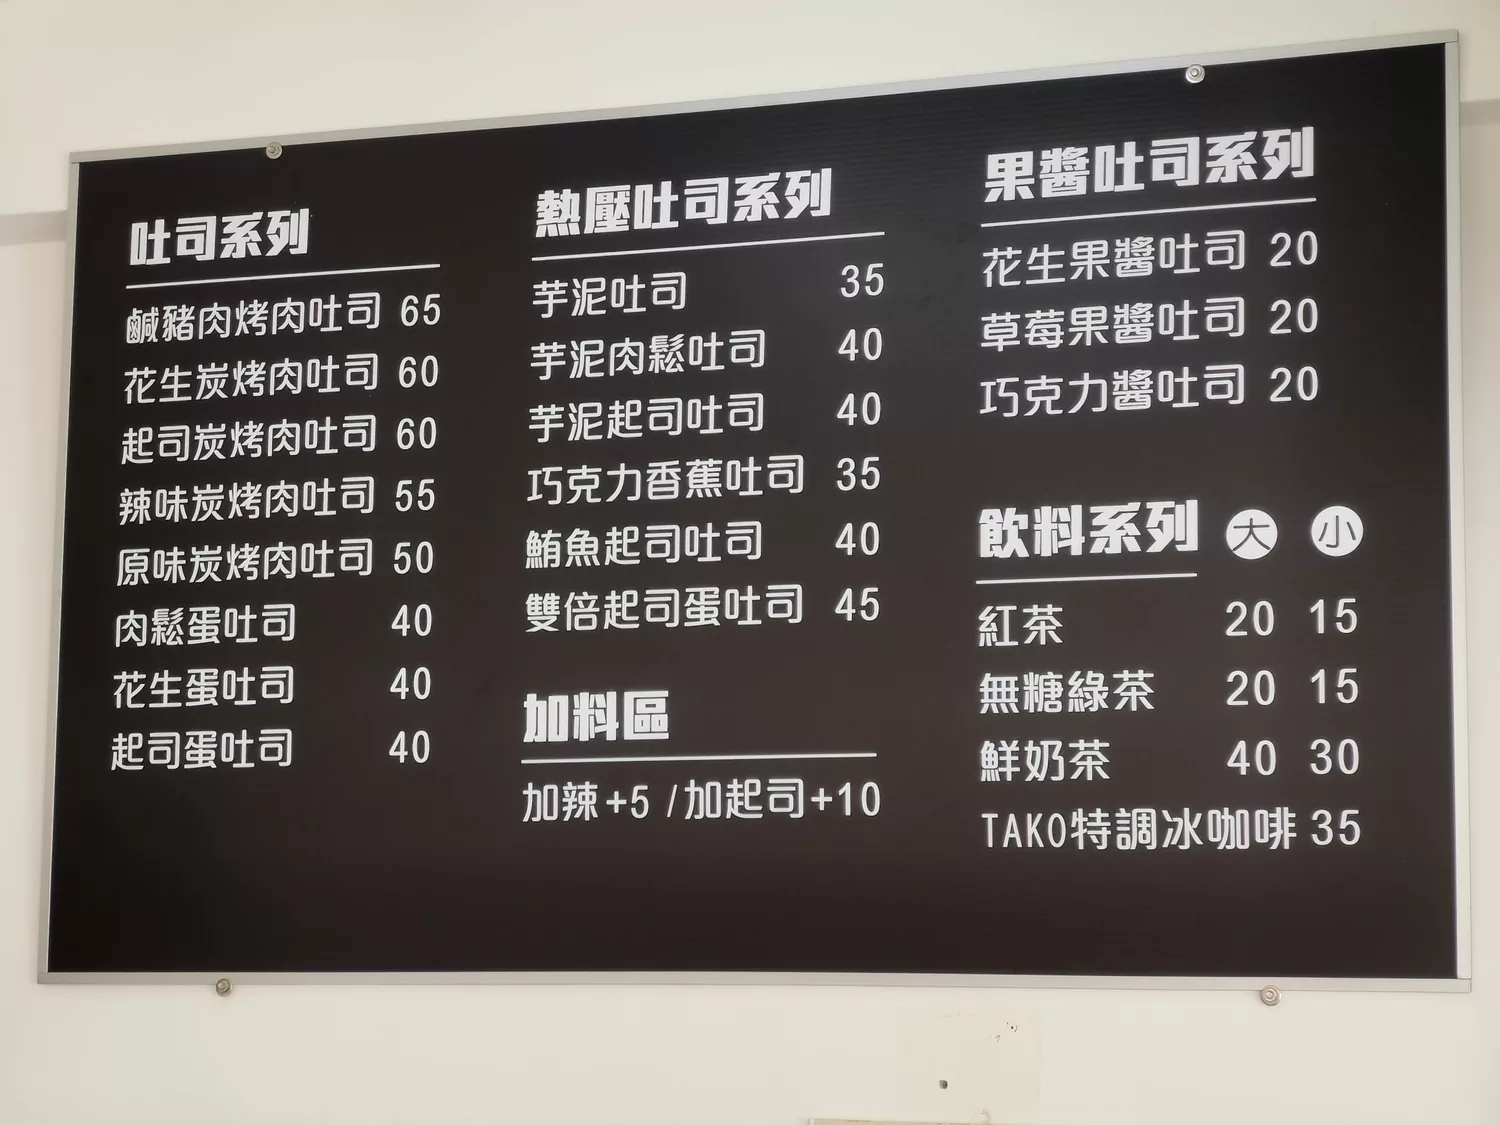 吐司系列
鹹豬肉烤肉吐司 65
花生炭烤肉吐司 60
起司炭烤肉吐司 60
辣味炭烤肉吐司 55
原味炭烤肉吐司 50
肉鬆蛋吐司 40
花生蛋吐司 40
起司蛋吐司 40
熱壓吐司系列
芋泥吐司 35
芋泥肉鬆吐司 40
芋泥起司吐司 40
巧克力香蕉吐司 35
鮪魚起司吐司 40
雙倍起司蛋吐司 45
加料區
加辣+5 /加起司+10
果醬吐司系列
花生果醬吐司 20
草莓果醬吐司 20
巧克力醬吐司 20
飲料系列 大 小
紅茶 20 15
無糖綠茶 20 15
鮮奶茶 40 30
TAKO特調冰咖啡 35